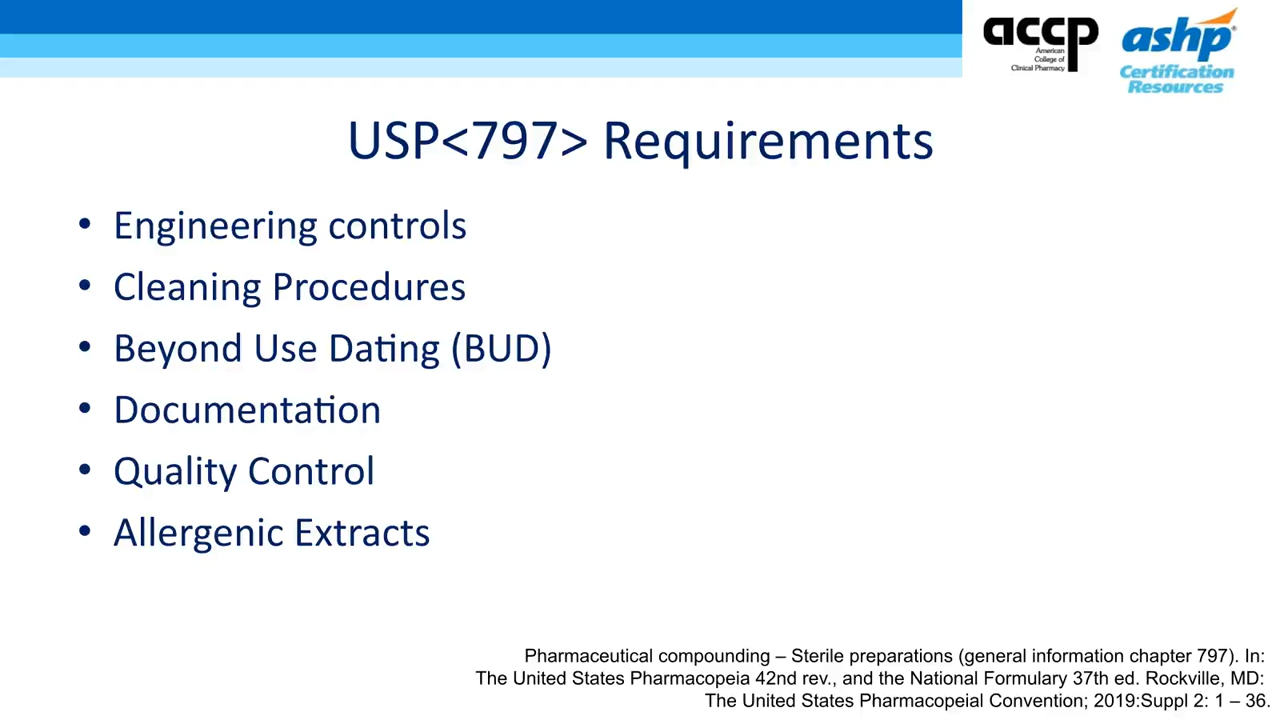 accp
American
College of
Clinical Pharmacy
ashp®
Certification
Resources
USP<797> Requirements
• Engineering controls
• Cleaning Procedures
• Beyond Use Dating (BUD)
• Documentation
• Quality Control
• Allergenic Extracts
Pharmaceutical compounding – Sterile preparations (general information chapter 797). In:
The United States Pharmacopeia 42nd rev., and the National Formulary 37th ed. Rockville, MD:
The United States Pharmacopeial Convention; 2019:Suppl 2: 1 – 36.